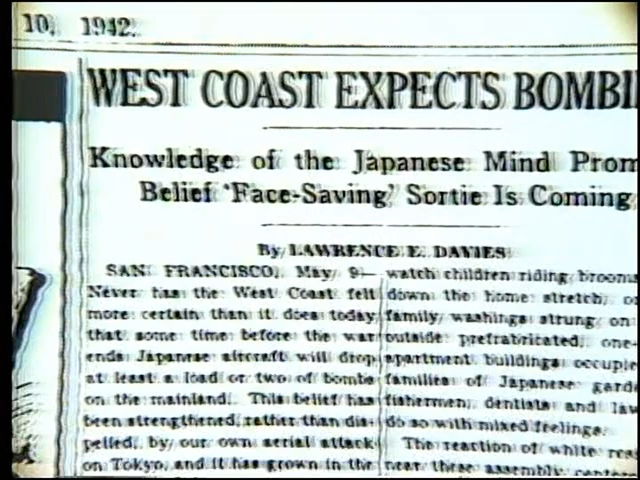 10, 1942.
WEST COAST EXPECTS BOMBI
Knowledge of the Japanese Mind Prom
Belief 'Face-Saving' Sortie Is Coming
By LAWRENCE E. DAVIES
SAN FRANCISCO, May 9—
Never has the West Coast felt
more certain than it does today
that some time before the war
ends Japanese aircraft will drop
at least a load or two of bombs
on the mainland. This belief has
been strengthened, rather than dis-
pelled, by our own aerial attack
on Tokyo, and it has grown in the
watch children riding brooms
down the home stretch, o
family washings strung on
outside prefabricated, one-
apartment buildings occupie
families of Japanese gard
fishermen, dentists and law
do so with mixed feelings.
The reaction of white res
near these assembly centers